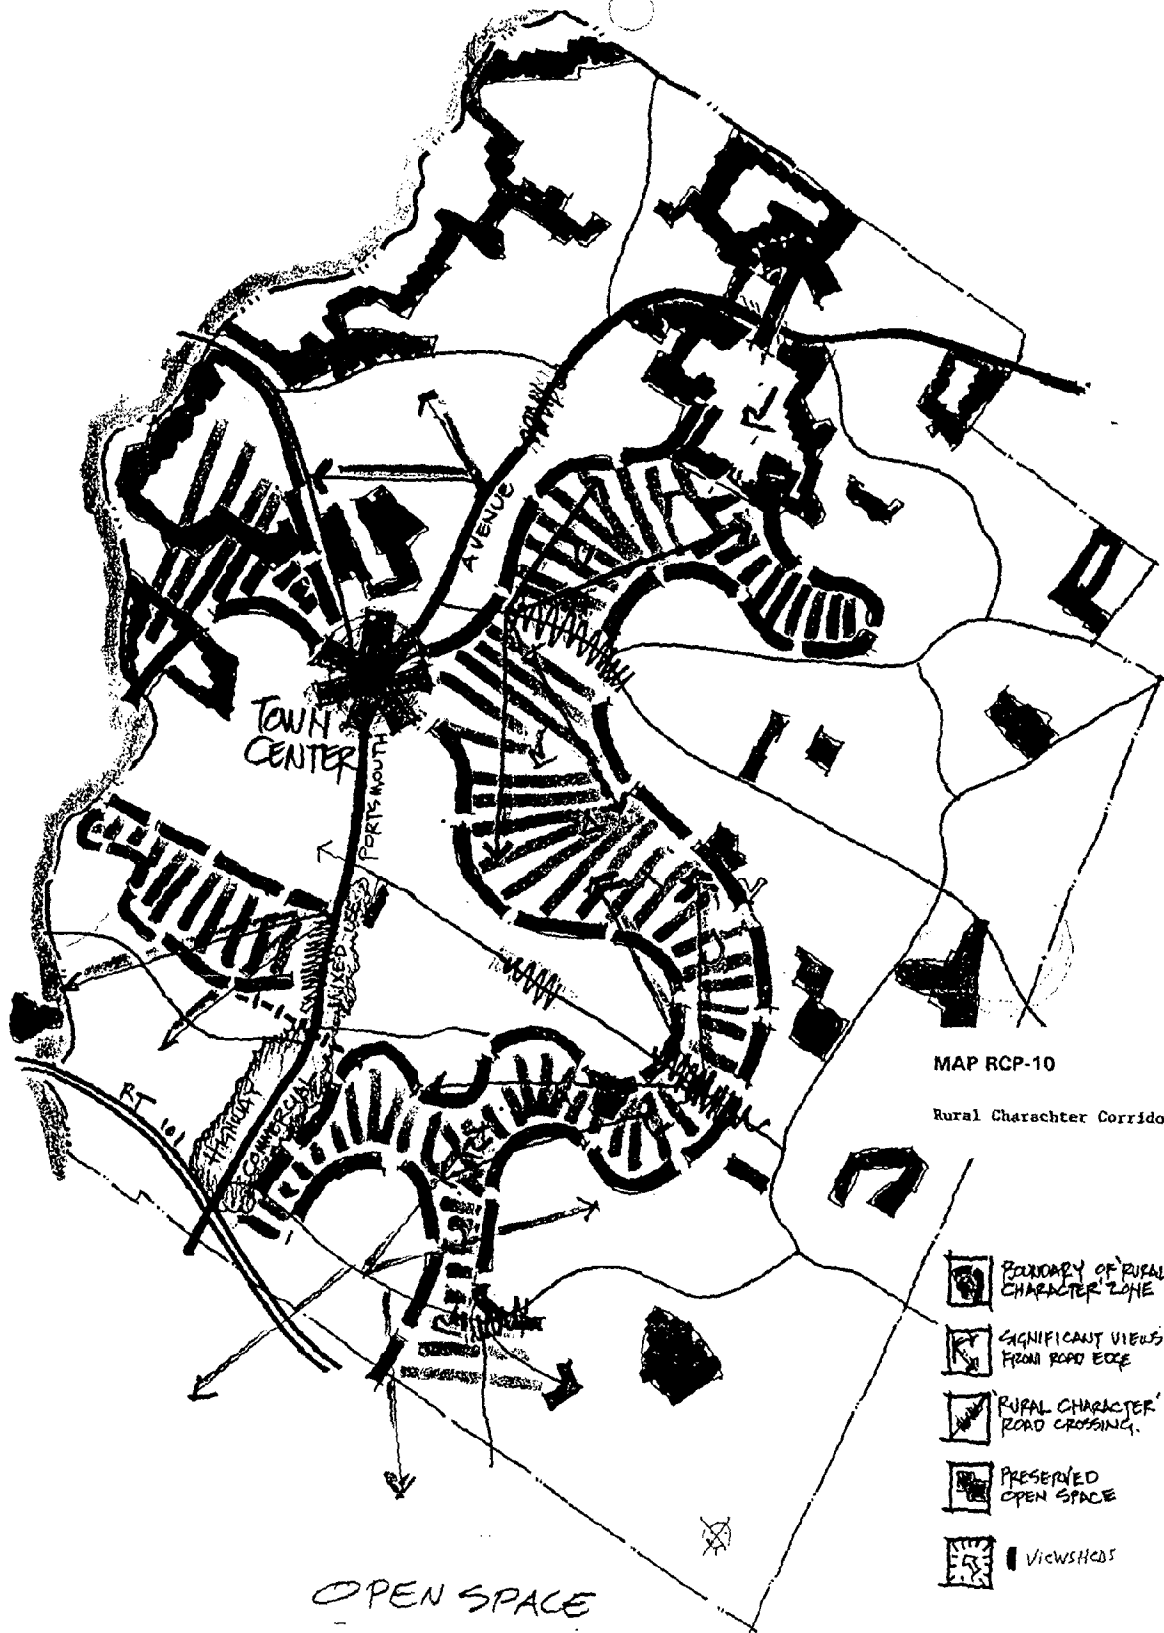 AVENUE
TOWN
CENTER
PORTSMOUTH
MIXED USE
HIGHWAY
COMMERCIAL
RT 101
MAP RCP-10
Rural Charachter Corrido
BOUNDARY OF 'RURAL
CHARACTER' ZONE
SIGNIFICANT VIEWS
FROM ROAD EDGE
'RURAL CHARACTER'
ROAD CROSSING.
PRESERVED
OPEN SPACE
VIEWSHEDS
OPEN SPACE